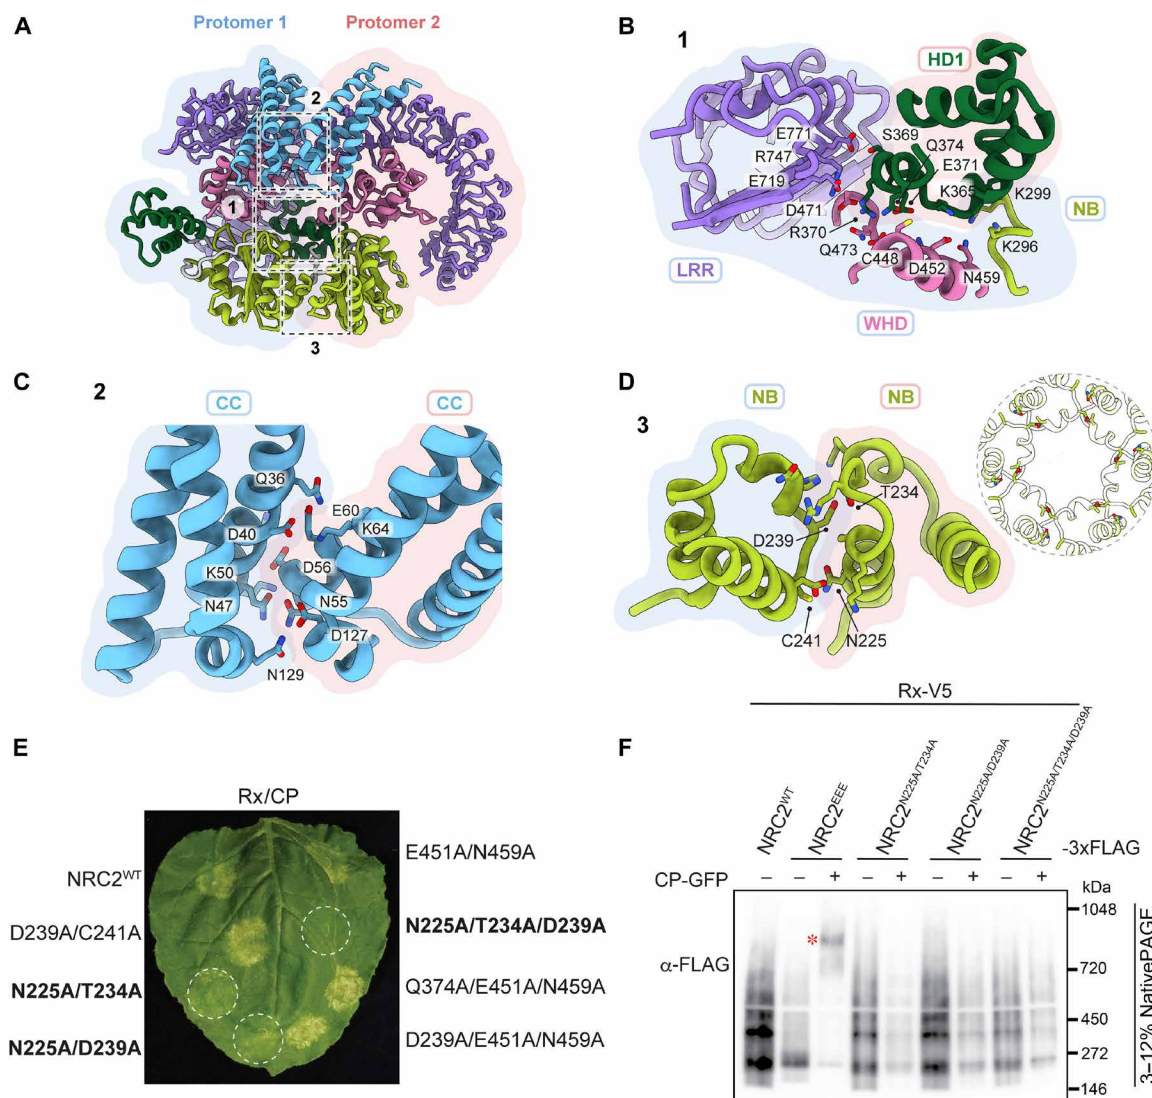 A
Protomer 1
Protomer 2
2
1
3
B
1
HD1
E771
S369
R747
Q374
E719
E371
K365
K299
D471
NB
R370
K296
Q473
C448
D452
N459
LRR
WHD
C
2
CC
CC
Q36
E60
D40
K64
D56
K50
N47
N55
D127
N129
D
3
NB
NB
T234
D239
C241
N225
E
Rx/CP
NRC2WT
E451A/N459A
D239A/C241A
N225A/T234A/D239A
N225A/T234A
Q374A/E451A/N459A
N225A/D239A
D239A/E451A/N459A
F
Rx-V5
NRC2WT
NRC2EEE
NRC2N225A/T234A
NRC2N225A/D239A
NRC2N225A/T234A/D239A
-3xFLAG
CP-GFP
– – + – + – + – +
kDa
1048
*
α-FLAG
720
450
272
146
3–12% NativePAGE